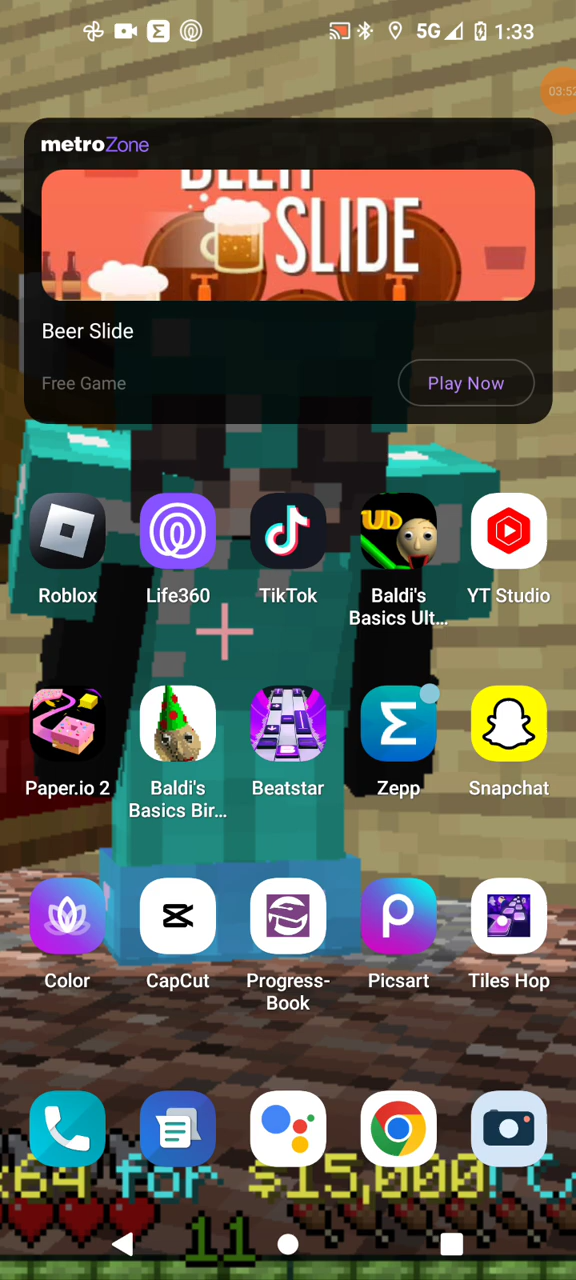 5G 1:33
03:52
metroZone
BEER
SLIDE
Beer Slide
Free Game Play Now
UD
Roblox Life360 TikTok Baldi's YT Studio
Basics Ult...
Paper.io 2 Baldi's Beatstar Zepp Snapchat
Basics Bir...
Color CapCut Progress- Picsart Tiles Hop
Book
x64 for $15,000!
11